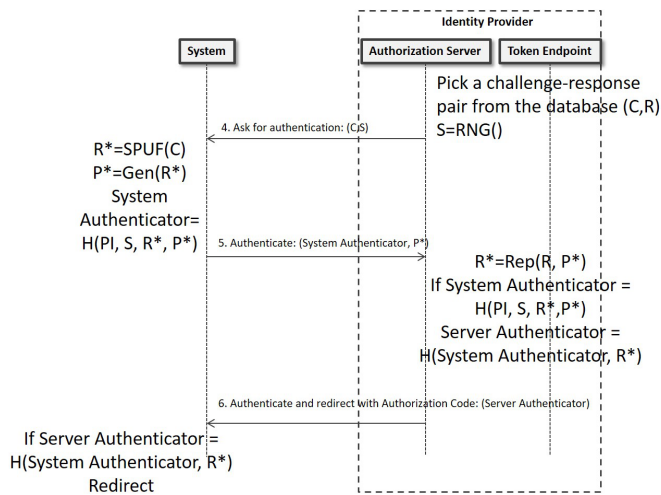 Identity Provider
System
Authorization Server
Token Endpoint
Pick a challenge-response
pair from the database (C,R)
S=RNG()
4. Ask for authentication: (C,S)
R*=SPUF(C)
P*=Gen(R*)
System
Authenticator=
H(PI, S, R*, P*)
5. Authenticate: (System Authenticator, P*)
R*=Rep(R, P*)
If System Authenticator =
H(PI, S, R*,P*)
Server Authenticator =
H(System Authenticator, R*)
6. Authenticate and redirect with Authorization Code: (Server Authenticator)
If Server Authenticator =
H(System Authenticator, R*)
Redirect